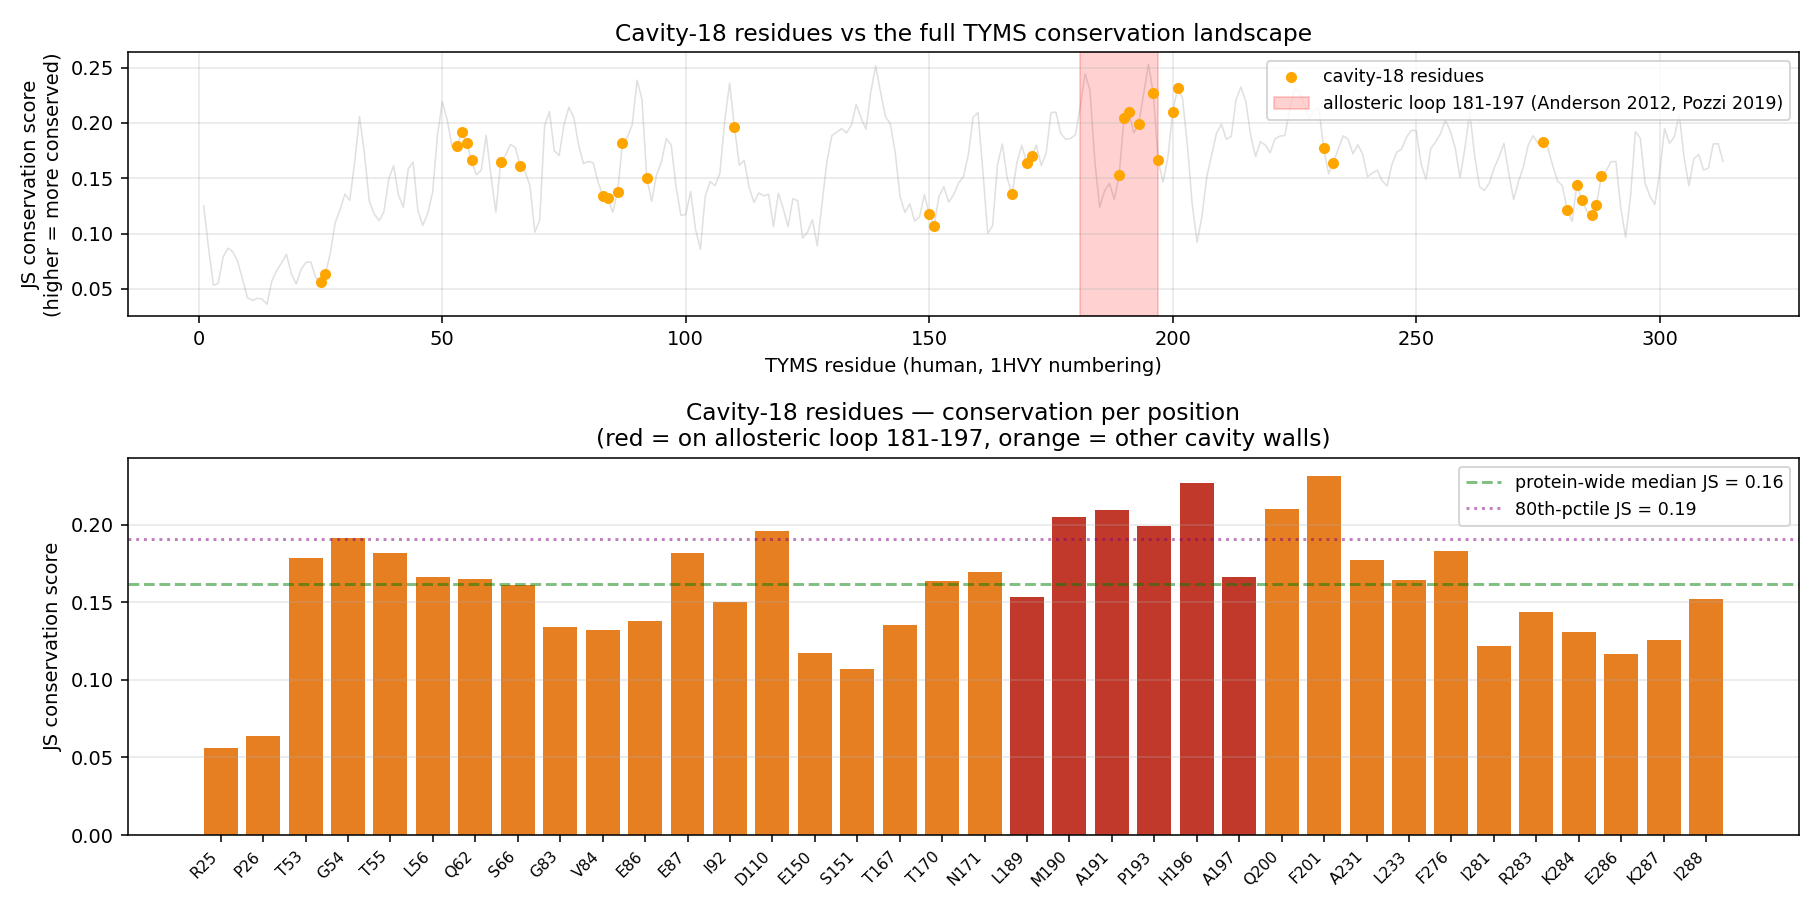 Cavity-18 residues vs the full TYMS conservation landscape
JS conservation score
(higher = more conserved)
0.25
0.20
0.15
0.10
0.05
cavity-18 residues
allosteric loop 181-197 (Anderson 2012, Pozzi 2019)
0
50
100
150
200
250
300
TYMS residue (human, 1HVY numbering)
Cavity-18 residues — conservation per position
(red = on allosteric loop 181-197, orange = other cavity walls)
JS conservation score
0.20
0.15
0.10
0.05
0.00
protein-wide median JS = 0.16
80th-pctile JS = 0.19
R25
P26
T53
G54
T55
L56
Q62
S66
G83
V84
E86
E87
I92
D110
E150
S151
T167
T170
N171
L189
M190
A191
P193
H196
A197
Q200
F201
A231
L233
F276
I281
R283
K284
E286
K287
I288